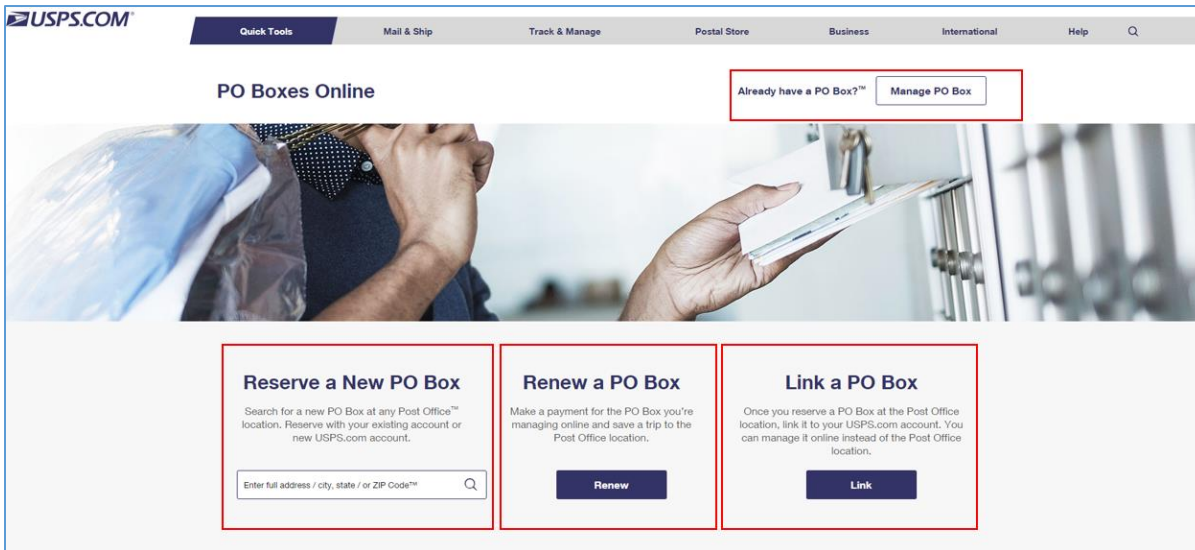 USPS.COM®
Quick Tools Mail & Ship Track & Manage Postal Store Business International Help
PO Boxes Online
Already have a PO Box?™ Manage PO Box
Reserve a New PO Box
Search for a new PO Box at any Post Office™
location. Reserve with your existing account or
new USPS.com account.
Enter full address / city, state / or ZIP Code™
Renew a PO Box
Make a payment for the PO Box you're
managing online and save a trip to the
Post Office location.
Renew
Link a PO Box
Once you reserve a PO Box at the Post Office
location, link it to your USPS.com account. You
can manage it online instead of the Post Office
location.
Link